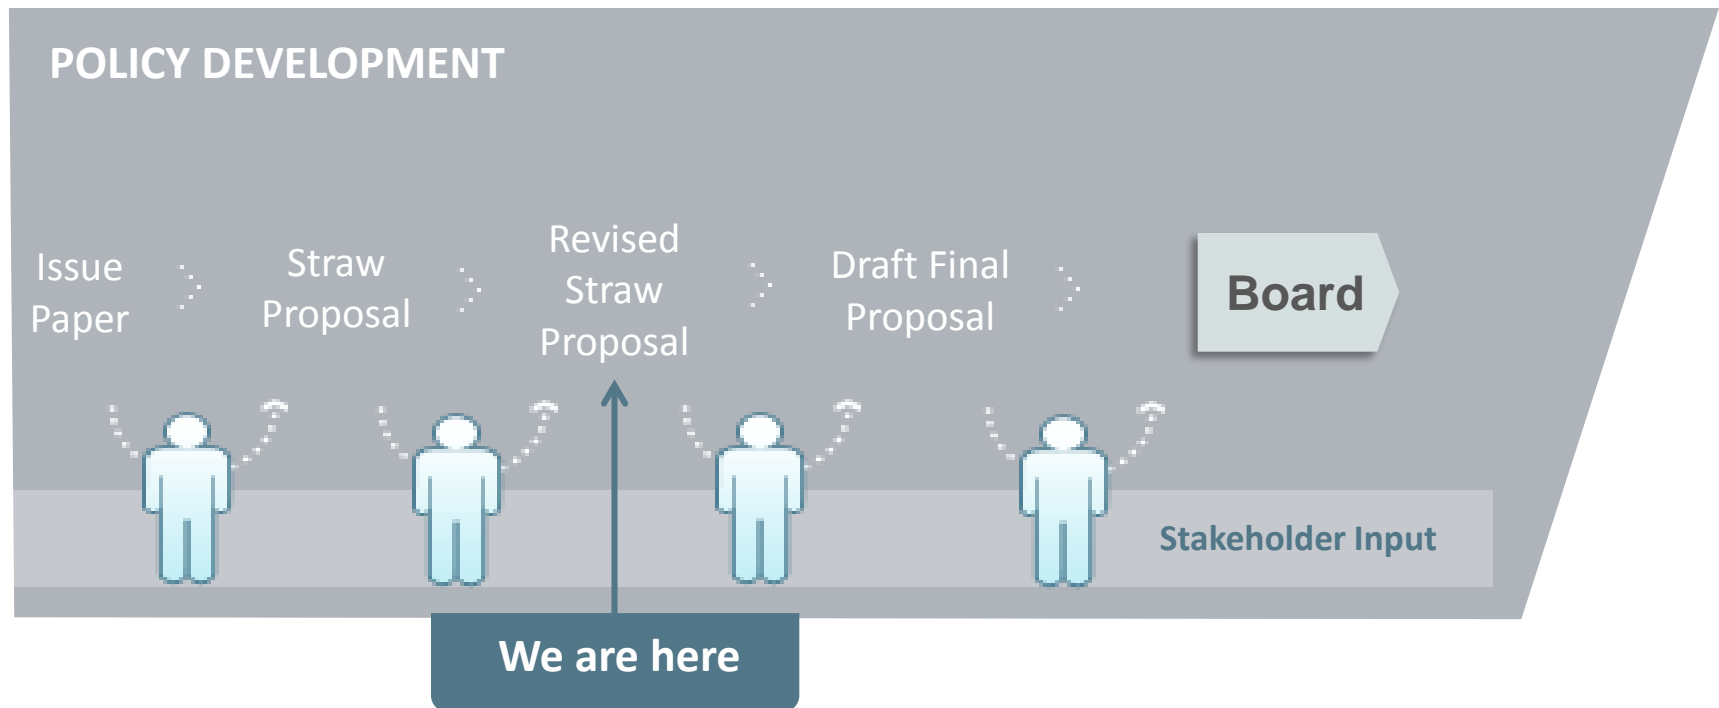 POLICY DEVELOPMENT
Issue
Paper
Straw
Proposal
Revised
Straw
Proposal
Draft Final
Proposal
Board
Stakeholder Input
We are here